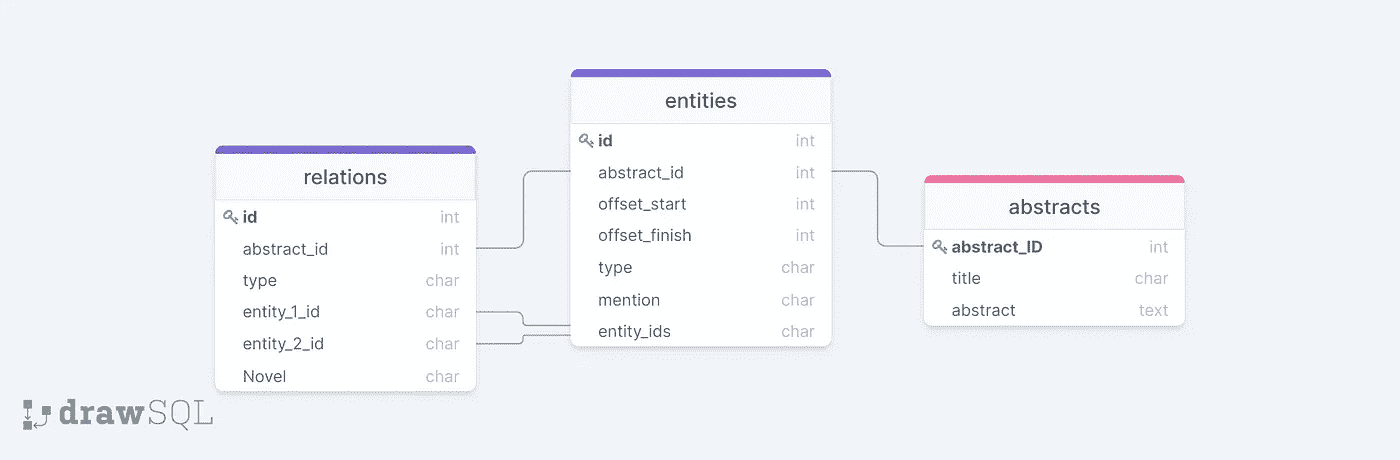 relations
id int
abstract_id int
type char
entity_1_id char
entity_2_id char
Novel char
entities
id int
abstract_id int
offset_start int
offset_finish int
type char
mention char
entity_ids char
abstracts
abstract_ID int
title char
abstract text
drawSQL